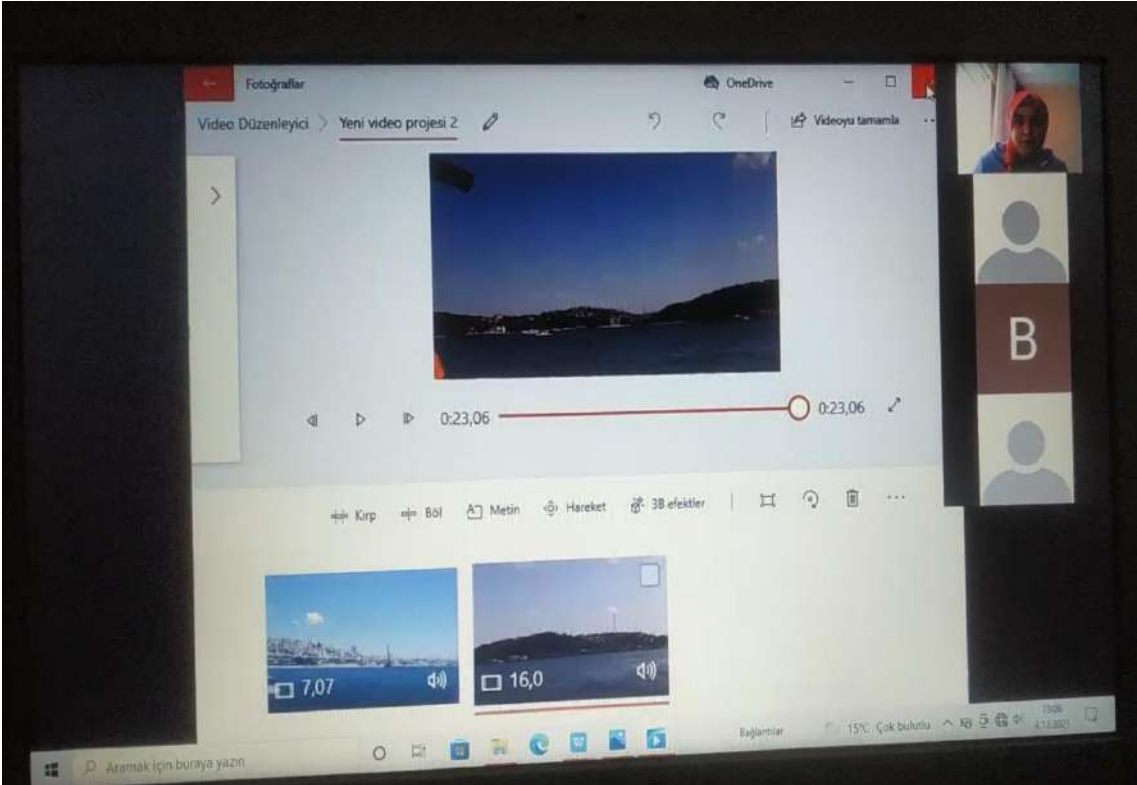 Fotoğraflar
OneDrive
Video Düzenleyici > Yeni video projesi 2
Videoyu tamamla
B
0:23,06
0:23,06
Kırp
Böl
Metin
Hareket
3B efektler
7,07
16,0
Aramak için buraya yazın
Bağlantılar
15°C Çok bulutlu